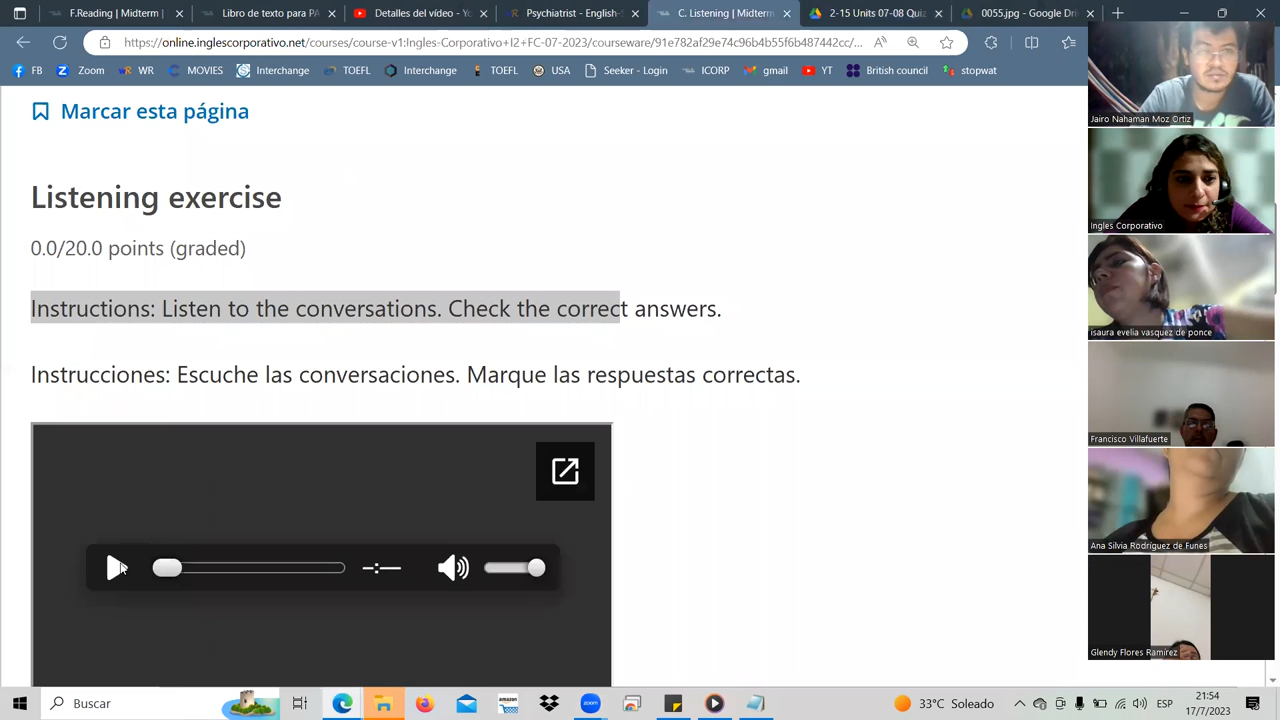 F.Reading | Midterm
Libro de texto para PA
Detalles del vídeo - Yo
Psychiatrist - English-S
C. Listening | Midterm
2-15 Units 07-08 Quiz
0055.jpg - Google Dri
https://online.inglescorporativo.net/courses/course-v1:Ingles-Corporativo+I2+FC-07-2023/courseware/91e782af29e74c96b4b55f6b487442cc/...
FB
Zoom
WR
MOVIES
Interchange
TOEFL
Interchange
TOEFL
USA
Seeker - Login
ICORP
gmail
YT
British council
stopwat
Marcar esta página
Listening exercise
0.0/20.0 points (graded)
Instructions: Listen to the conversations. Check the correct answers.
Instrucciones: Escuche las conversaciones. Marque las respuestas correctas.
-:--
Jairo Nahaman Moz Ortiz
Ingles Corporativo
isaura evelia vasquez de ponce
Francisco Villafuerte
Ana Silvia Rodríguez de Funes
Glendy Flores Ramírez
Buscar
amazon
zoom
33°C Soleado
ESP
21:54
17/7/2023